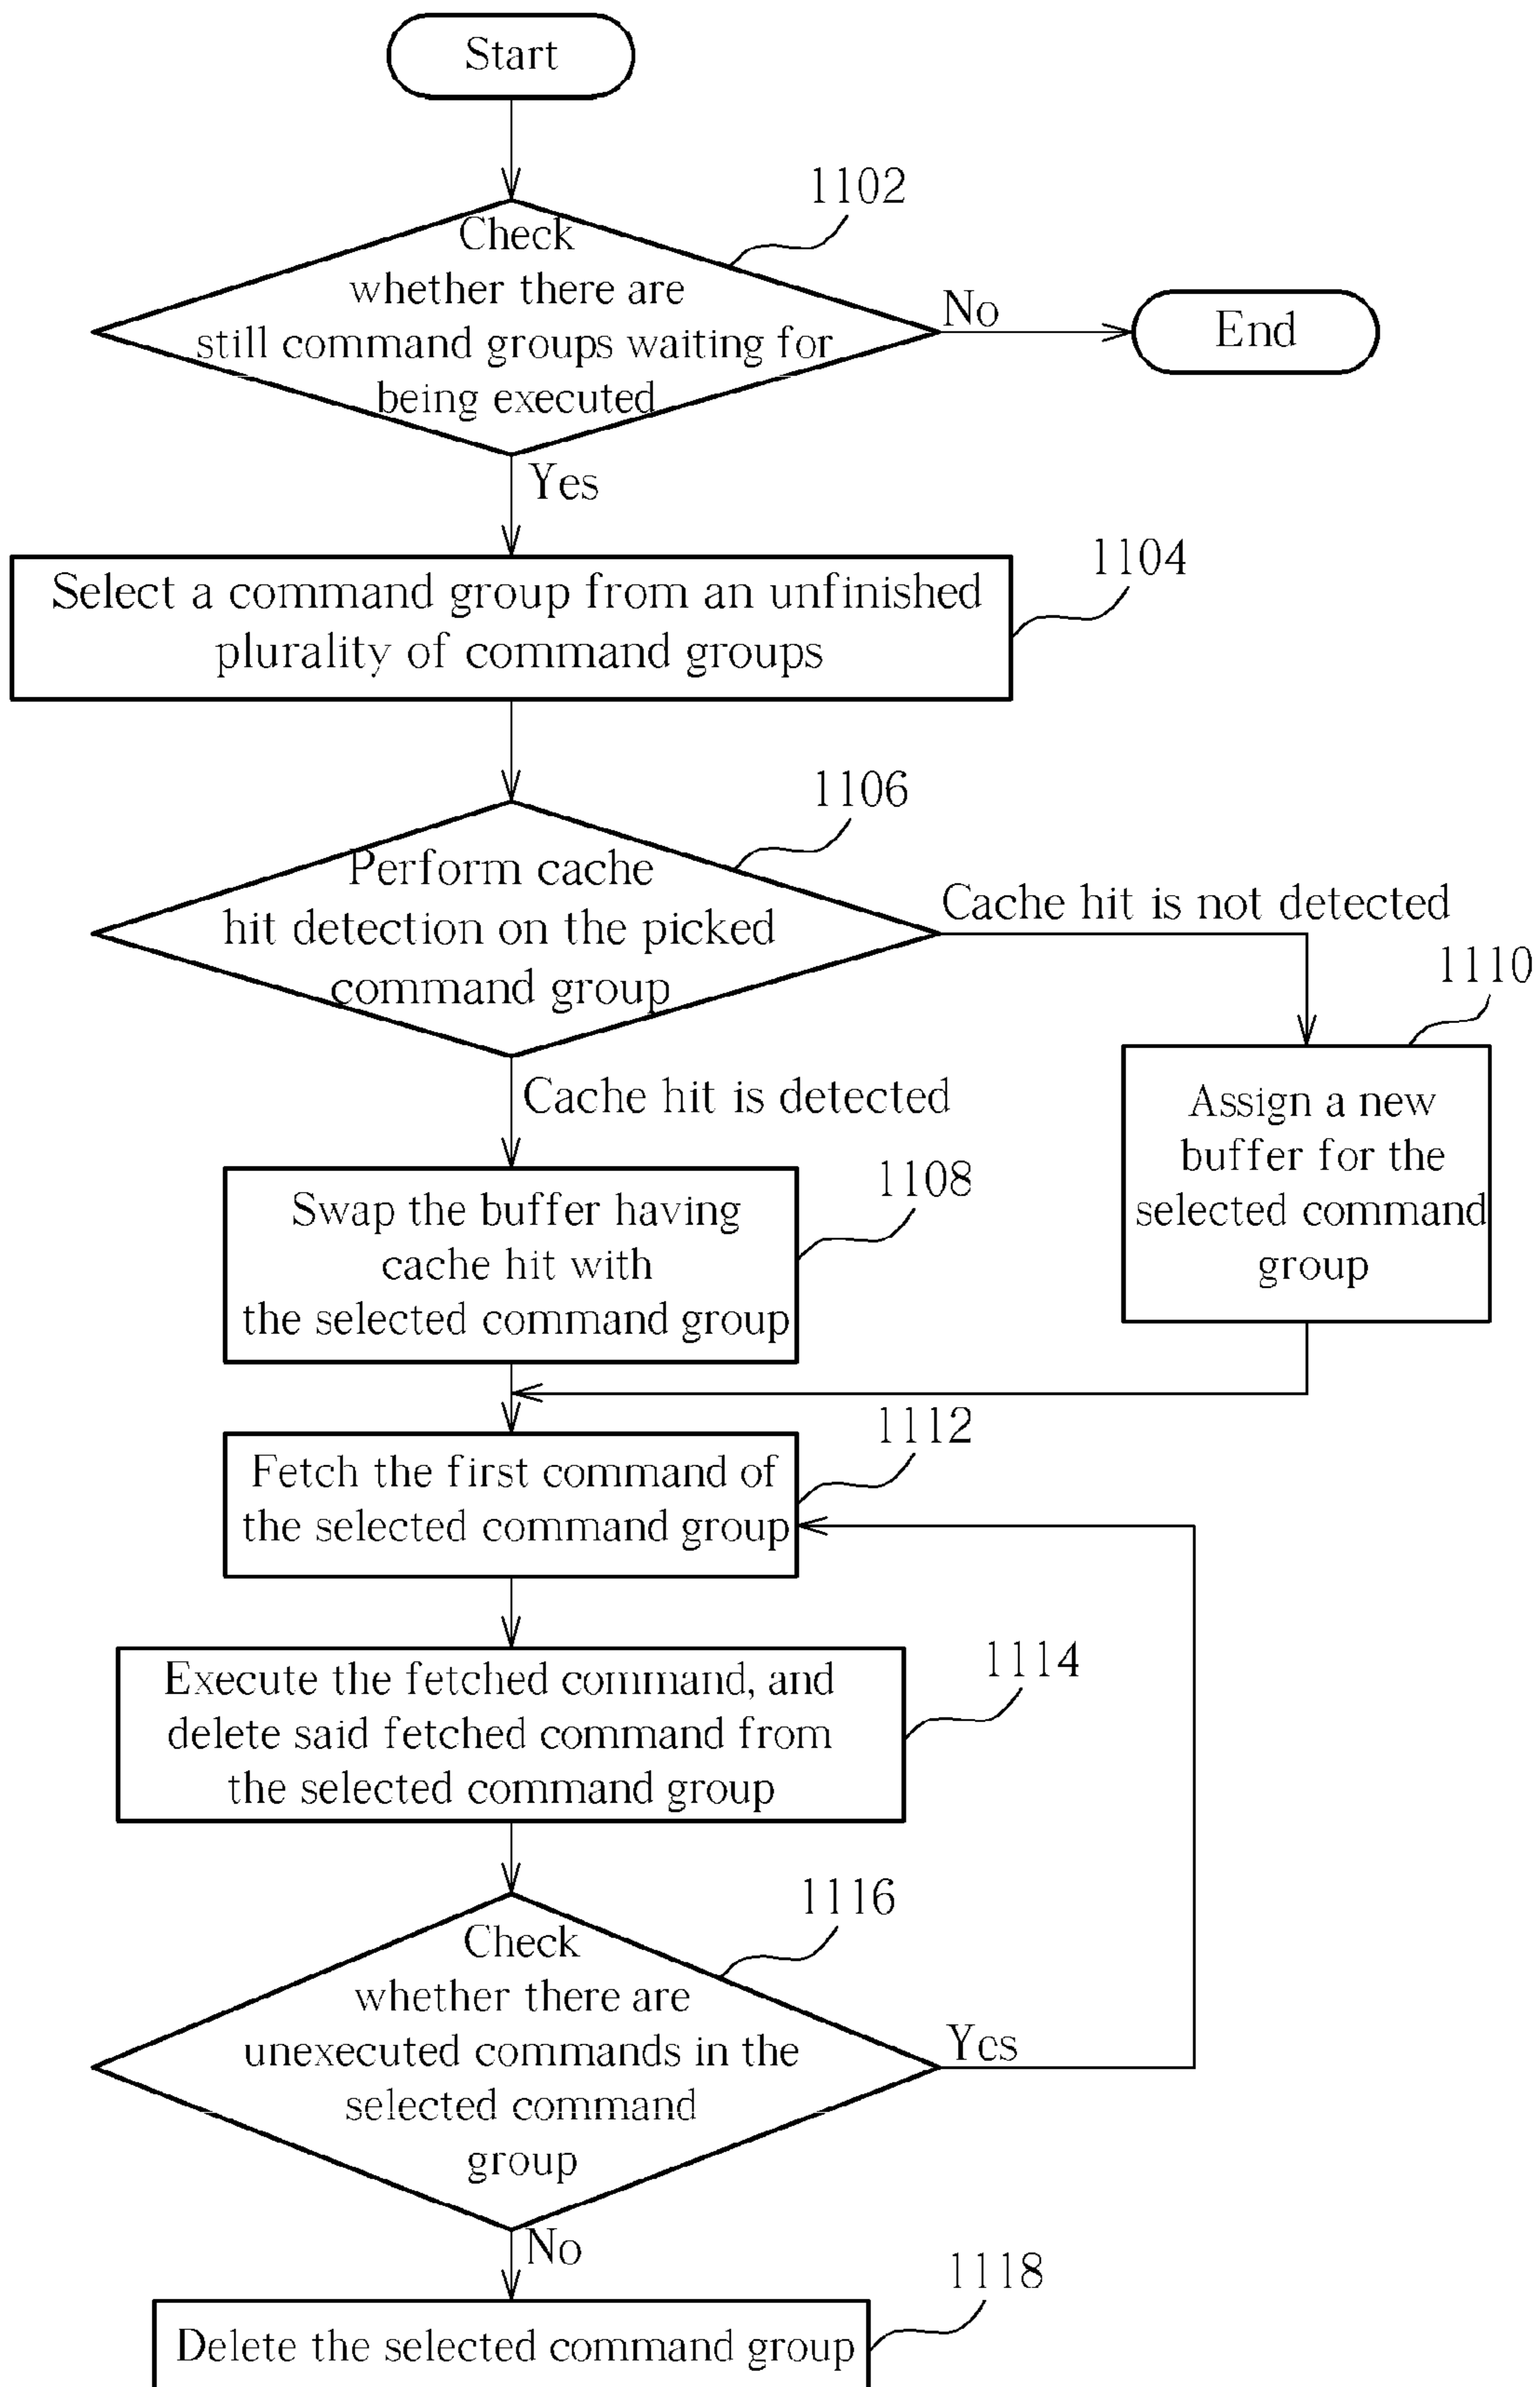 Start
1102
Check
whether there are
still command groups waiting for
being executed
No
End
Yes
1104
Select a command group from an unfinished
plurality of command groups
1106
Perform cache
hit detection on the picked
command group
Cache hit is not detected
1110
Cache hit is detected
Assign a new
buffer for the
selected command
group
1108
Swap the buffer having
cache hit with
the selected command group
1112
Fetch the first command of
the selected command group
1114
Execute the fetched command, and
delete said fetched command from
the selected command group
1116
Check
whether there are
unexecuted commands in the
selected command
group
Yes
No
1118
Delete the selected command group